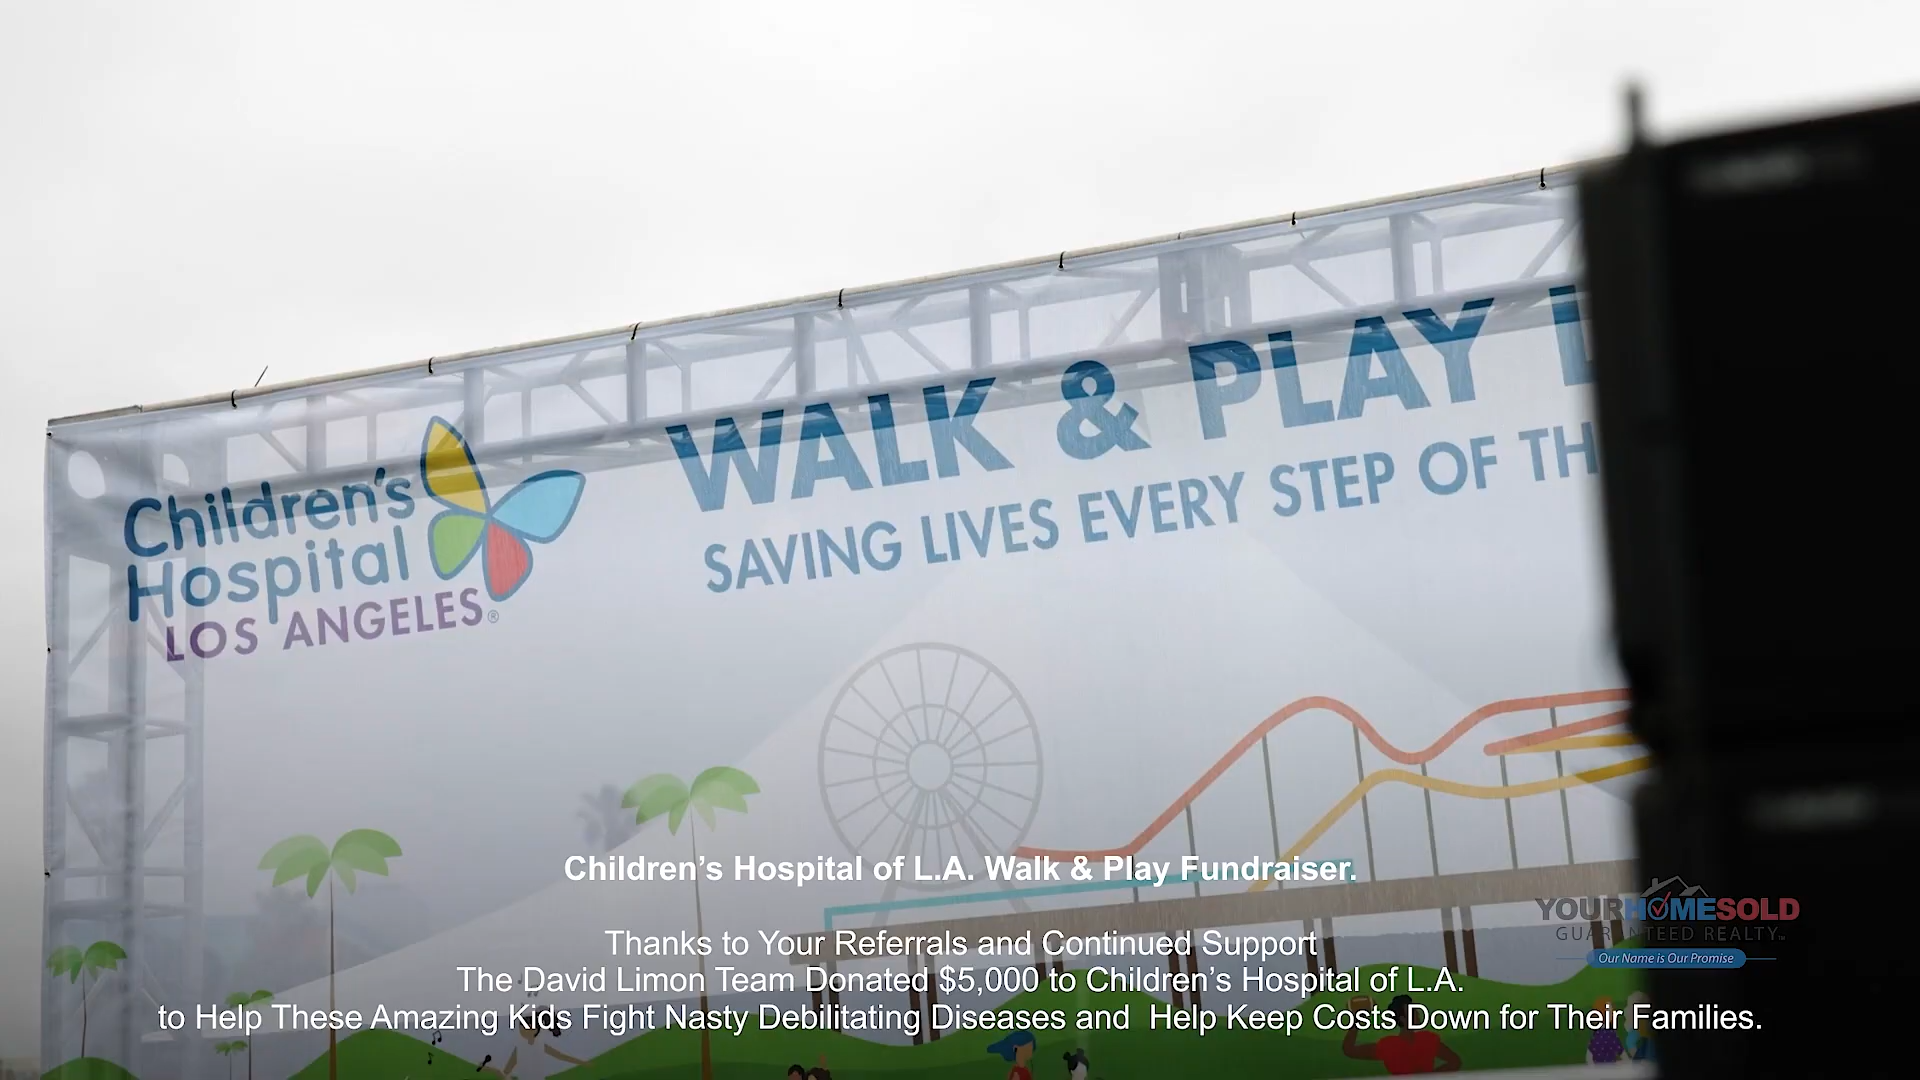 WALK & PLAY
SAVING LIVES EVERY STEP OF TH
Children's
Hospital
LOS ANGELES®
Children’s Hospital of L.A. Walk & Play Fundraiser.
Thanks to Your Referrals and Continued Support
The David Limon Team Donated $5,000 to Children’s Hospital of L.A.
to Help These Amazing Kids Fight Nasty Debilitating Diseases and  Help Keep Costs Down for Their Families.
YOURHOMESOLD
GUARANTEED REALTY
Our Name is Our Promise